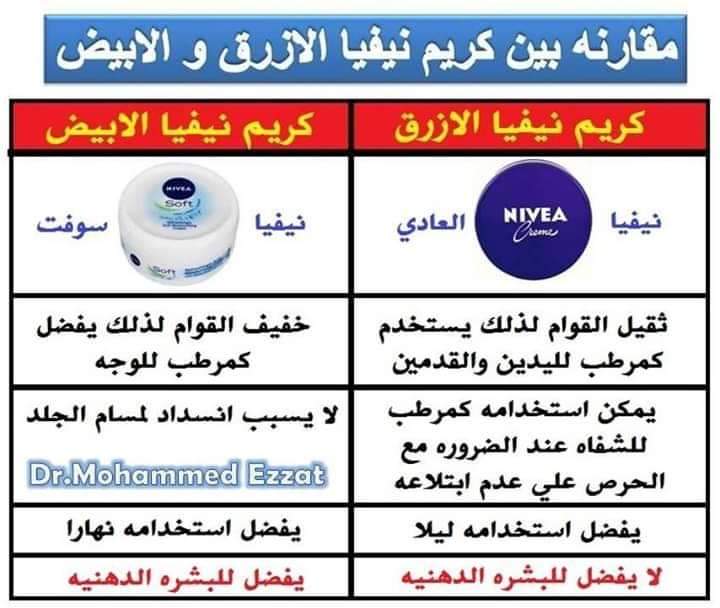 مقارنه بين كريم نيفيا الازرق و الابيض
كريم نيفيا الازرق
كريم نيفيا الابيض
نيفيا
NIVEA
Creme
العادي
نيفيا
NIVEA
Soft
Soft
سوفت
ثقيل القوام لذلك يستخدم
كمرطب لليدين والقدمين
خفيف القوام لذلك يفضل
كمرطب للوجه
يمكن استخدامه كمرطب
للشفاه عند الضروره مع
الحرص علي عدم ابتلاعه
لا يسبب انسداد لمسام الجلد
Dr.Mohammed Ezzat
يفضل استخدامه ليلا
يفضل استخدامه نهارا
لا يفضل للبشره الدهنيه
يفضل للبشره الدهنيه